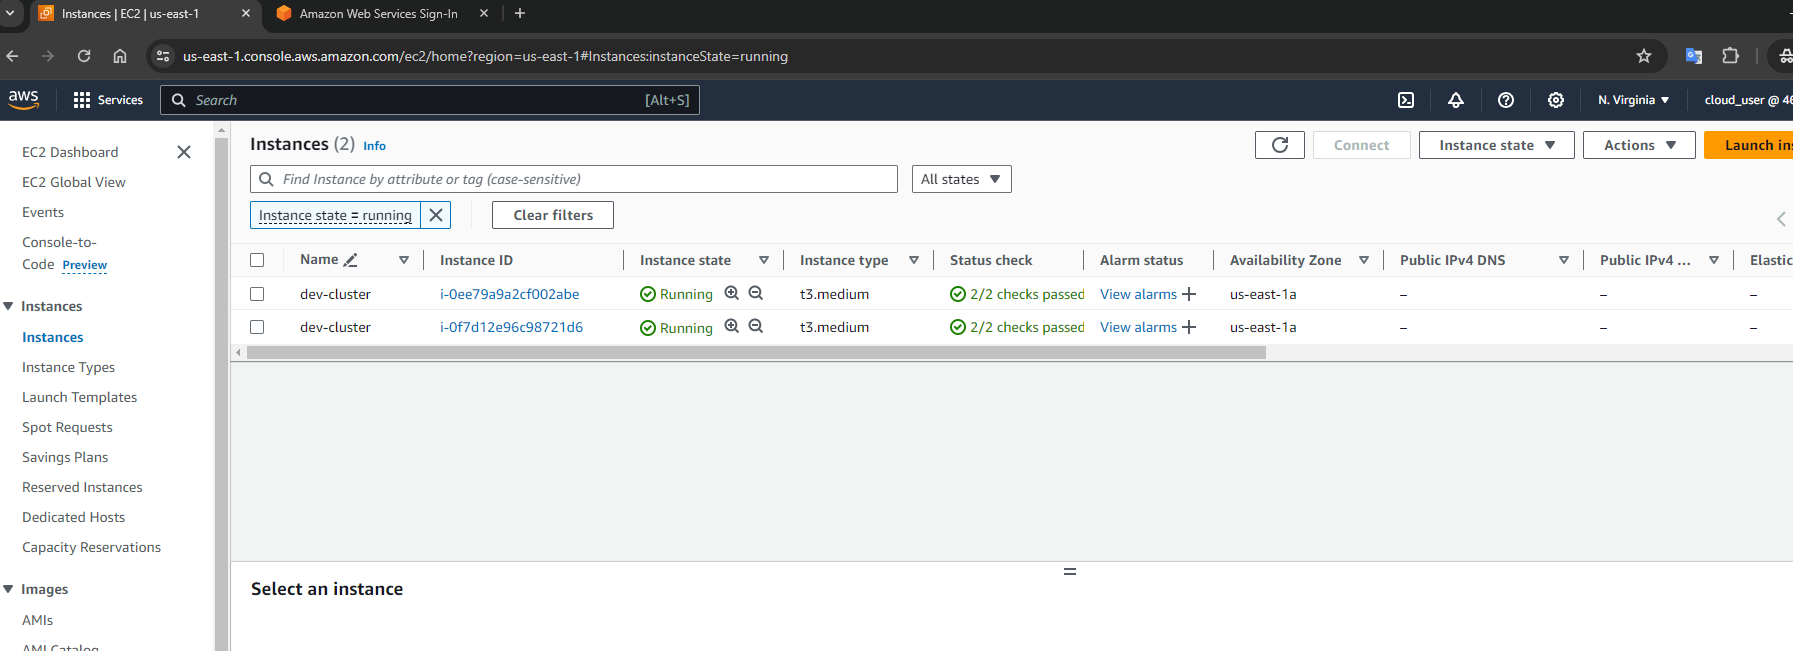 Instances | EC2 | us-east-1
Amazon Web Services Sign-In
us-east-1.console.aws.amazon.com/ec2/home?region=us-east-1#Instances:instanceState=running
aws
Services
Search
[Alt+S]
N. Virginia
cloud_user @ 46
EC2 Dashboard
EC2 Global View
Events
Console-to-
Code Preview
Instances
Instances
Instance Types
Launch Templates
Spot Requests
Savings Plans
Reserved Instances
Dedicated Hosts
Capacity Reservations
Images
AMIs
AMI Catalog
Instances (2) Info
Connect
Instance state
Actions
Launch ins
Find Instance by attribute or tag (case-sensitive)
All states
Instance state = running
Clear filters
Name Instance ID Instance state Instance type Status check Alarm status Availability Zone Public IPv4 DNS Public IPv4 ... Elastic
dev-cluster i-0ee79a9a2cf002abe Running t3.medium 2/2 checks passed View alarms + us-east-1a – – –
dev-cluster i-0f7d12e96c98721d6 Running t3.medium 2/2 checks passed View alarms + us-east-1a – – –
Select an instance